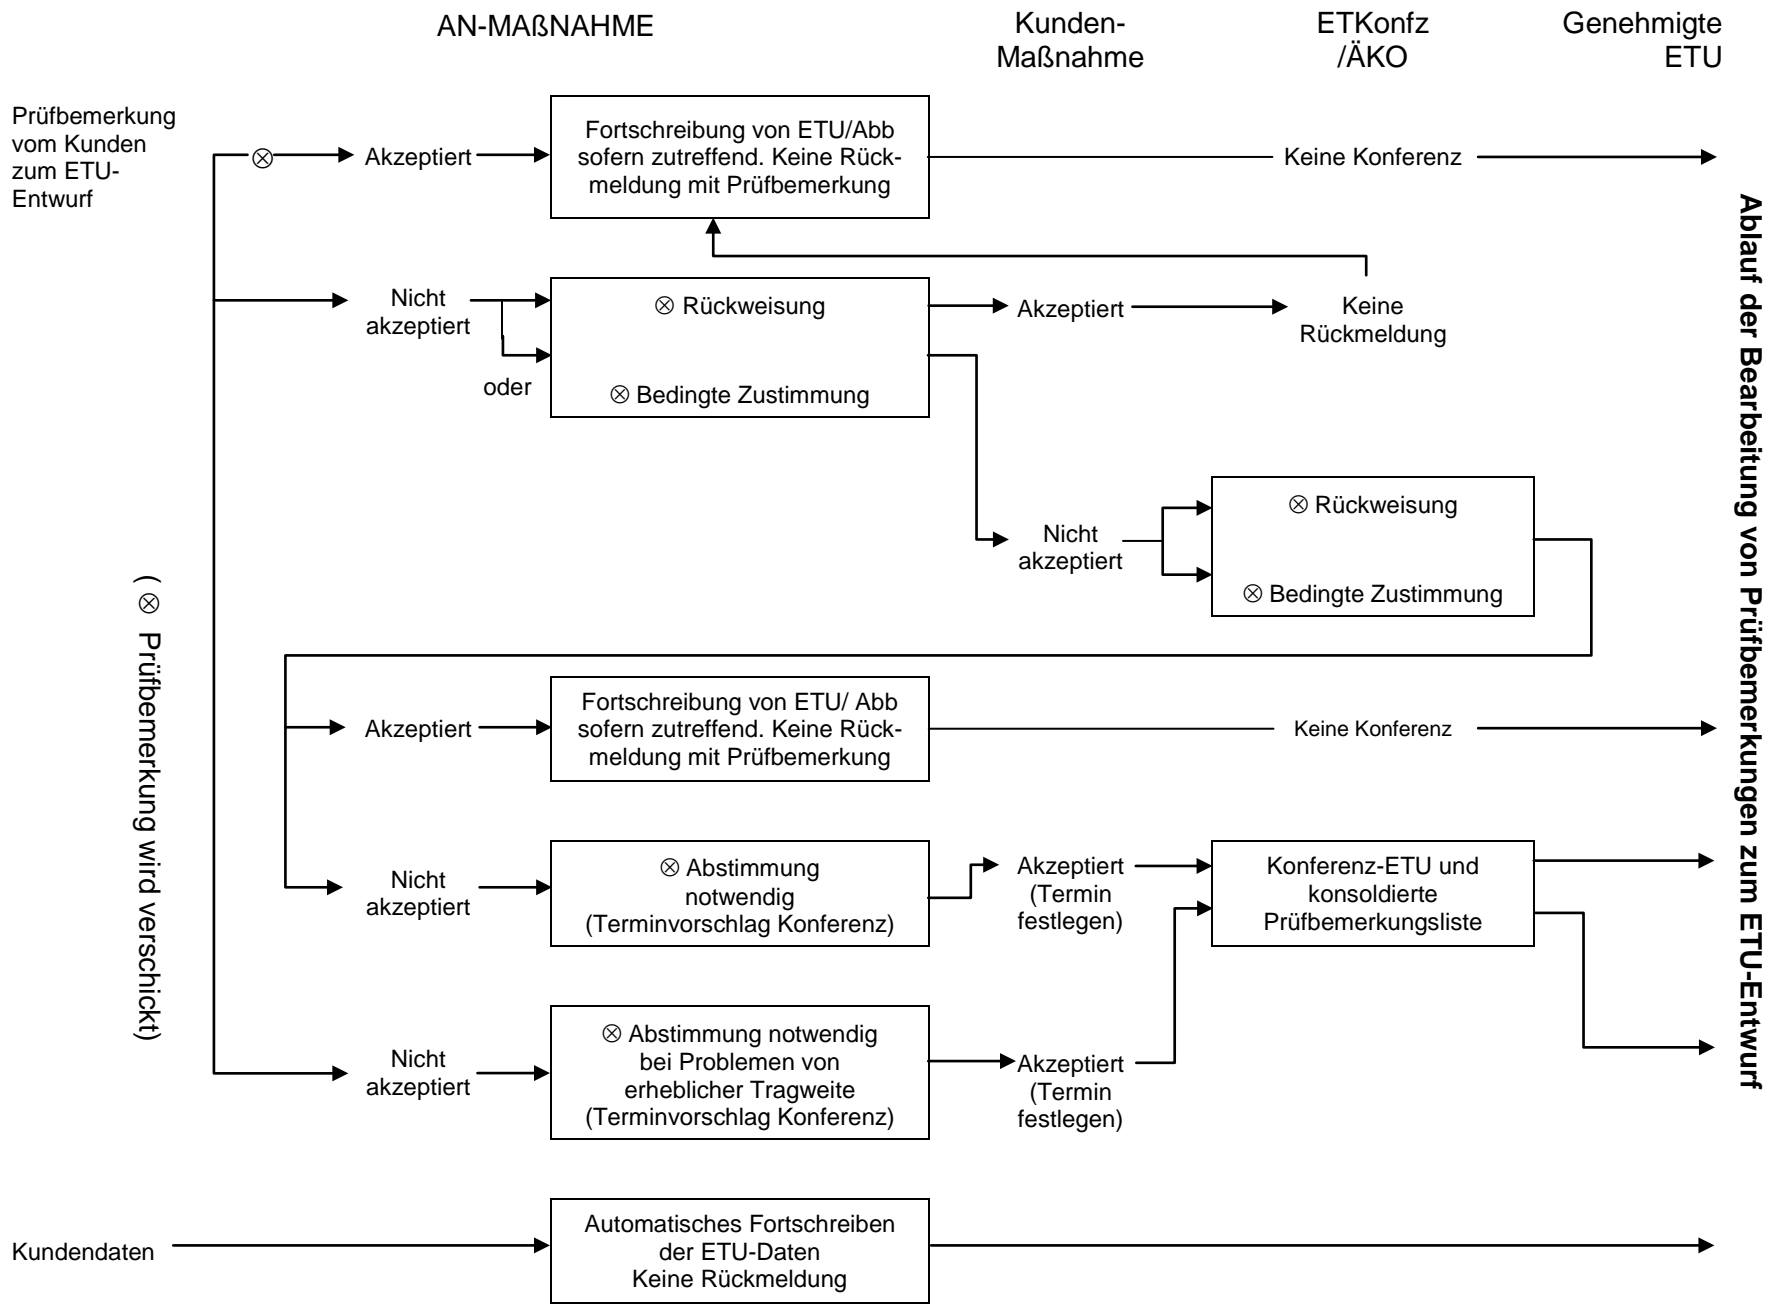 AN-MAßNAHME
Kunden-
Maßnahme
ETKonfz
/ÄKO
Genehmigte
ETU
Prüfbemerkung
vom Kunden
zum ETU-
Entwurf
⊗
Akzeptiert
Fortschreibung von ETU/Abb
sofern zutreffend. Keine Rück-
meldung mit Prüfbemerkung
Keine Konferenz
Nicht
akzeptiert
oder
⊗ Rückweisung
⊗ Bedingte Zustimmung
Akzeptiert
Keine
Rückmeldung
Nicht
akzeptiert
⊗ Rückweisung
⊗ Bedingte Zustimmung
Akzeptiert
Fortschreibung von ETU/ Abb
sofern zutreffend. Keine Rück-
meldung mit Prüfbemerkung
Keine Konferenz
Nicht
akzeptiert
⊗ Abstimmung
notwendig
(Terminvorschlag Konferenz)
Akzeptiert
(Termin
festlegen)
Konferenz-ETU und
konsoldierte
Prüfbemerkungsliste
Nicht
akzeptiert
⊗ Abstimmung notwendig
bei Problemen von
erheblicher Tragweite
(Terminvorschlag Konferenz)
Akzeptiert
(Termin
festlegen)
Kundendaten
Automatisches Fortschreiben
der ETU-Daten
Keine Rückmeldung
( ⊗ Prüfbemerkung wird verschickt)
Ablauf der Bearbeitung von Prüfbemerkungen zum ETU-Entwurf